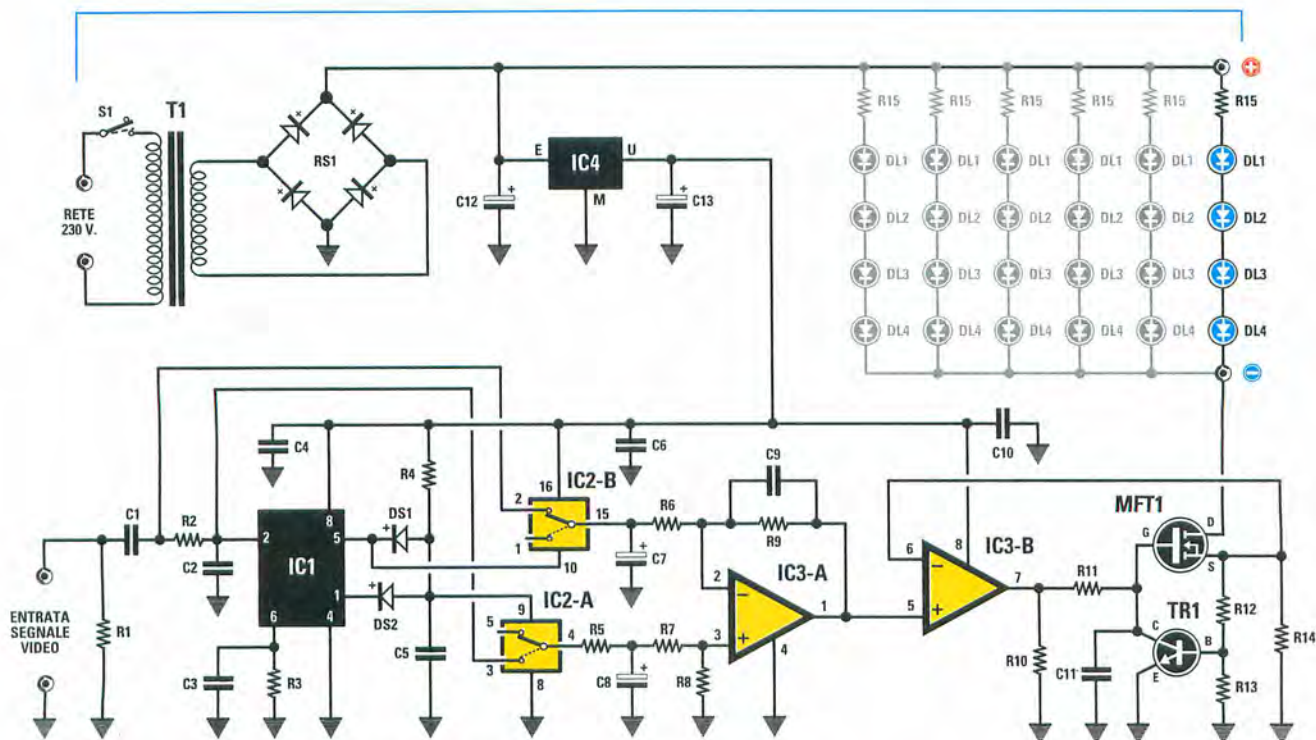 S1
T1
RETE
230 V.
RS1
E
IC4
U
M
C12
+
C13
+
R15
R15
R15
R15
R15
R15
DL1
DL1
DL1
DL1
DL1
DL1
DL2
DL2
DL2
DL2
DL2
DL2
DL3
DL3
DL3
DL3
DL3
DL3
DL4
DL4
DL4
DL4
DL4
DL4
+
−
ENTRATA
SEGNALE
VIDEO
R1
C1
R2
C2
C3
R3
C4
IC1
2
8
5
1
6
4
DS1
DS2
R4
C5
IC2-B
16
2
1
15
10
IC2-A
9
5
3
4
8
C6
R5
R6
C7
+
R7
C8
+
R8
C9
R9
IC3-A
2
−
3
+
1
4
IC3-B
6
−
5
+
8
7
C10
R10
R11
C11
MFT1
G
D
S
TR1
C
B
E
R12
R13
R14